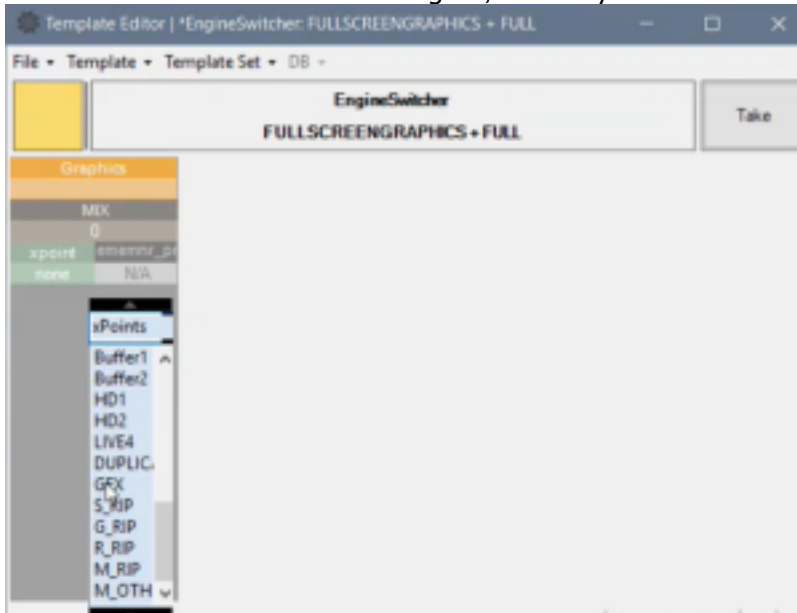 Template Editor | *EngineSwitcher: FULLSCREENGRAPHICS + FULL
File Template Template Set DB
EngineSwitcher
FULLSCREENGRAPHICS + FULL
Take
Graphics
MIX
0
xpoint
none N/A
xPoints
Buffer1
Buffer2
HD1
HD2
LIVE4
DUPLIC
GFX
S_RIP
G_RIP
R_RIP
M_RIP
M_OTH